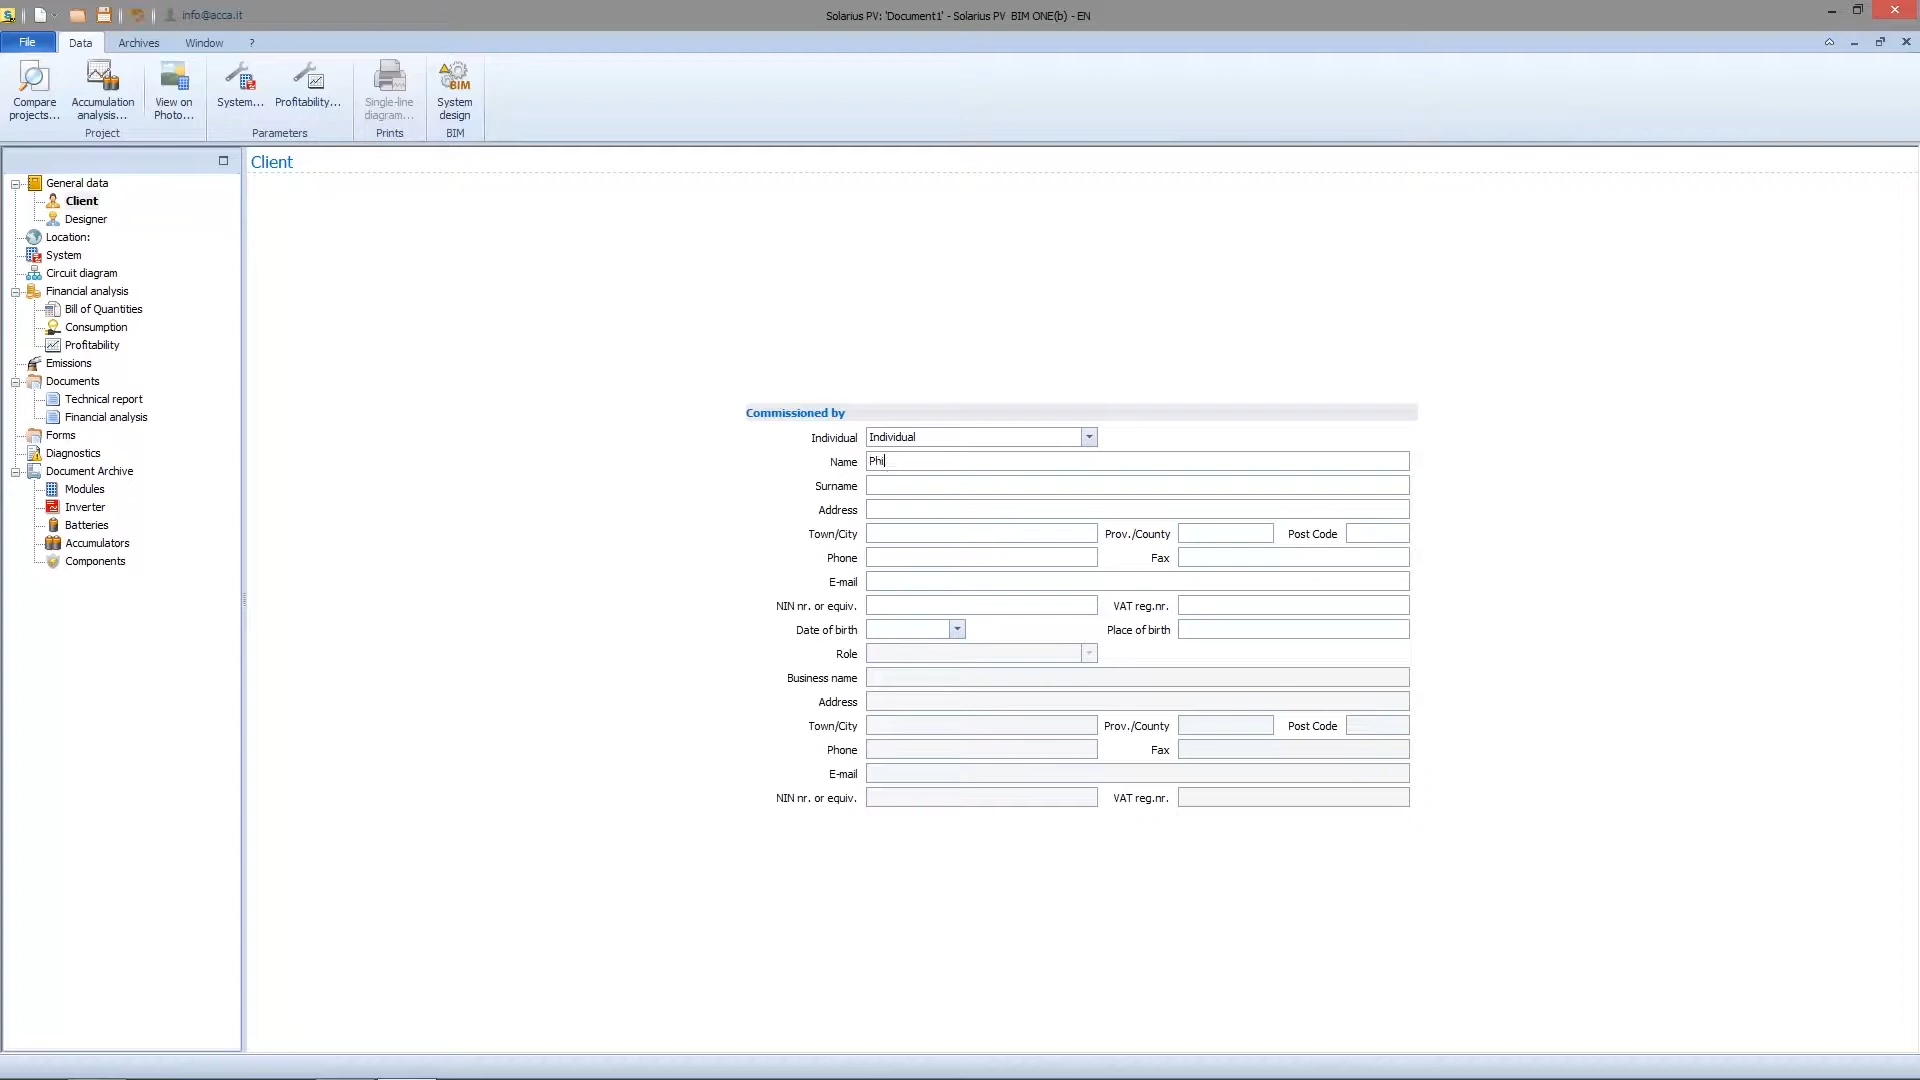 info@acca.it
Solarius PV: 'Document1' - Solarius PV BIM ONE(b) - EN
File Data Archives Window ?
Compare projects...
Accumulation analysis...
View on Photo...
System...
Profitability...
Single-line diagram...
System design
BIM
Project Parameters Prints BIM
Client
General data
Client
Designer
Location:
System
Circuit diagram
Financial analysis
Bill of Quantities
Consumption
Profitability
Emissions
Documents
Technical report
Financial analysis
Forms
Diagnostics
Document Archive
Modules
Inverter
Batteries
Accumulators
Components
Commissioned by
Individual Individual
Name Phi
Surname
Address
Town/City Prov./County Post Code
Phone Fax
E-mail
NIN nr. or equiv. VAT reg.nr.
Date of birth Place of birth
Role
Business name
Address
Town/City Prov./County Post Code
Phone Fax
E-mail
NIN nr. or equiv. VAT reg.nr.